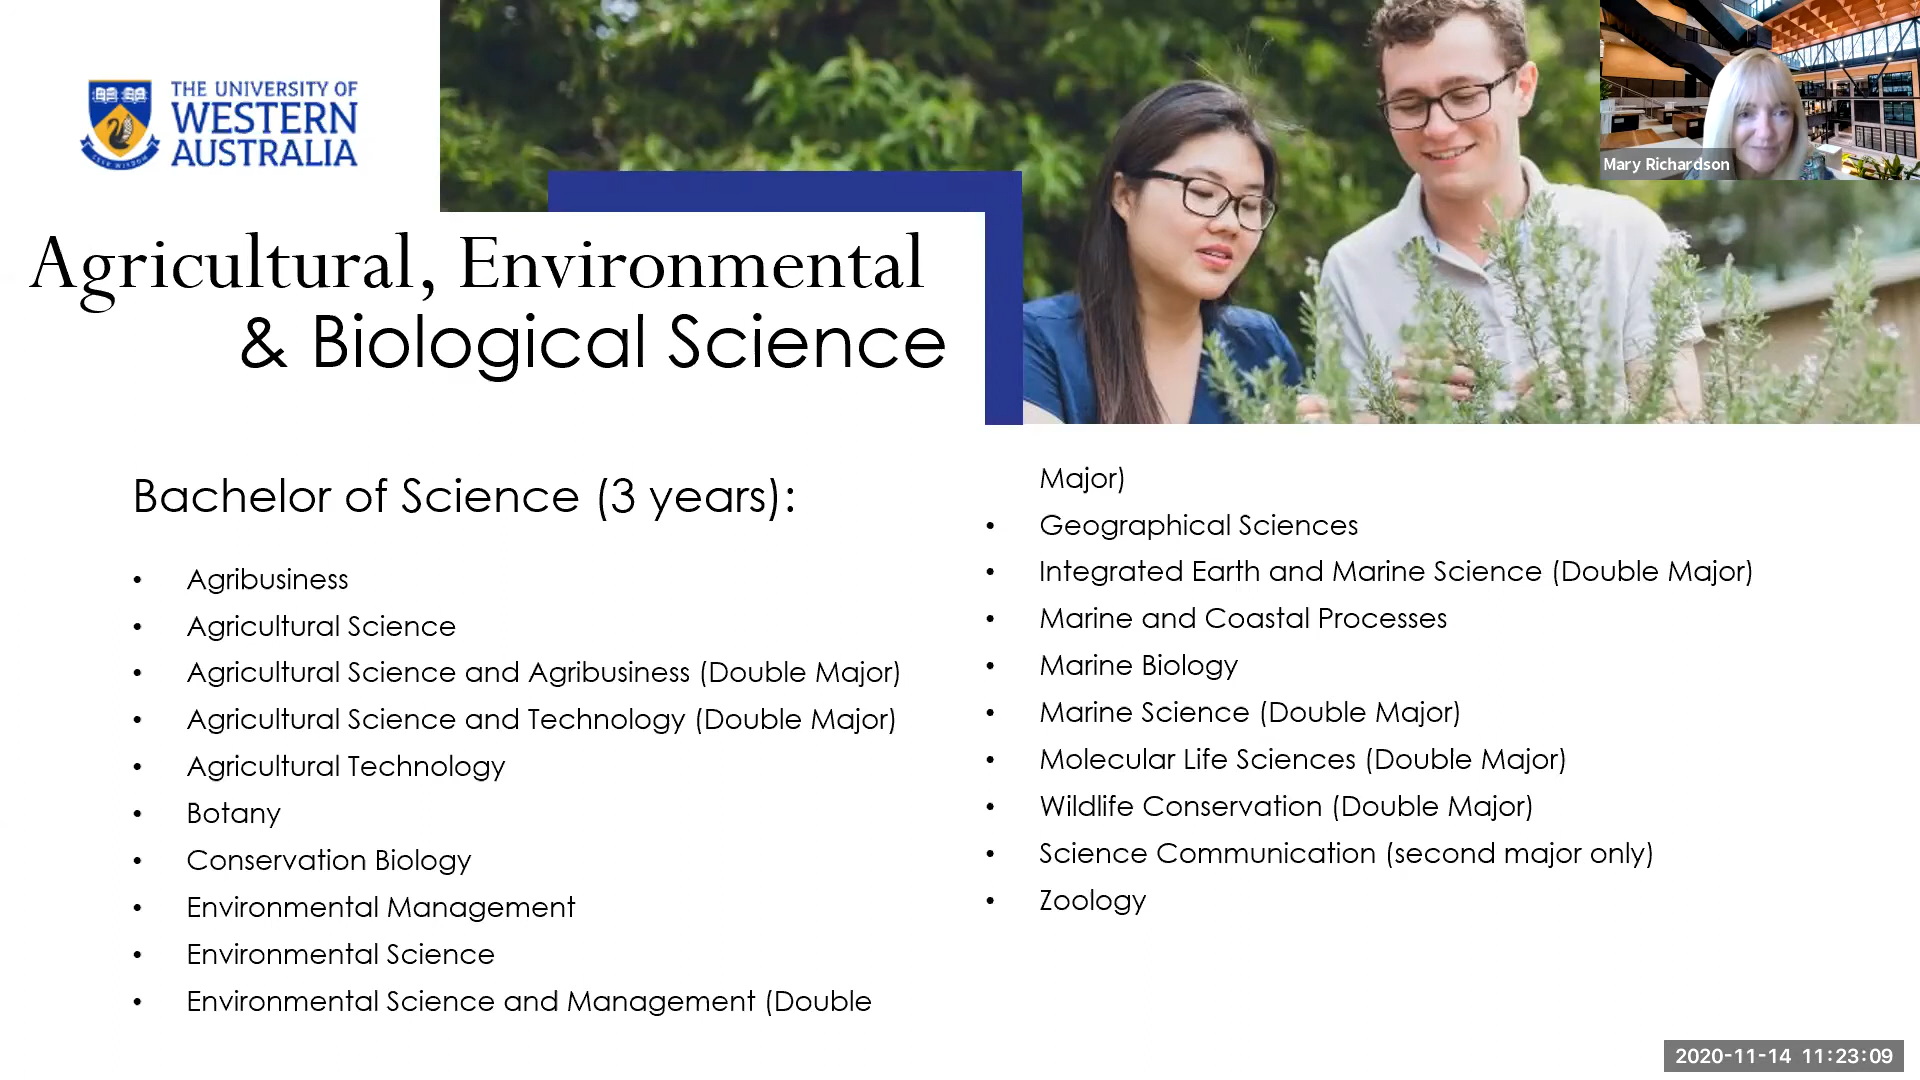 THE UNIVERSITY OF
WESTERN
AUSTRALIA
SEEK WISDOM
Mary Richardson
Agricultural, Environmental
& Biological Science
Bachelor of Science (3 years):
• Agribusiness
• Agricultural Science
• Agricultural Science and Agribusiness (Double Major)
• Agricultural Science and Technology (Double Major)
• Agricultural Technology
• Botany
• Conservation Biology
• Environmental Management
• Environmental Science
• Environmental Science and Management (Double
Major)
• Geographical Sciences
• Integrated Earth and Marine Science (Double Major)
• Marine and Coastal Processes
• Marine Biology
• Marine Science (Double Major)
• Molecular Life Sciences (Double Major)
• Wildlife Conservation (Double Major)
• Science Communication (second major only)
• Zoology
2020-11-14 11:23:09